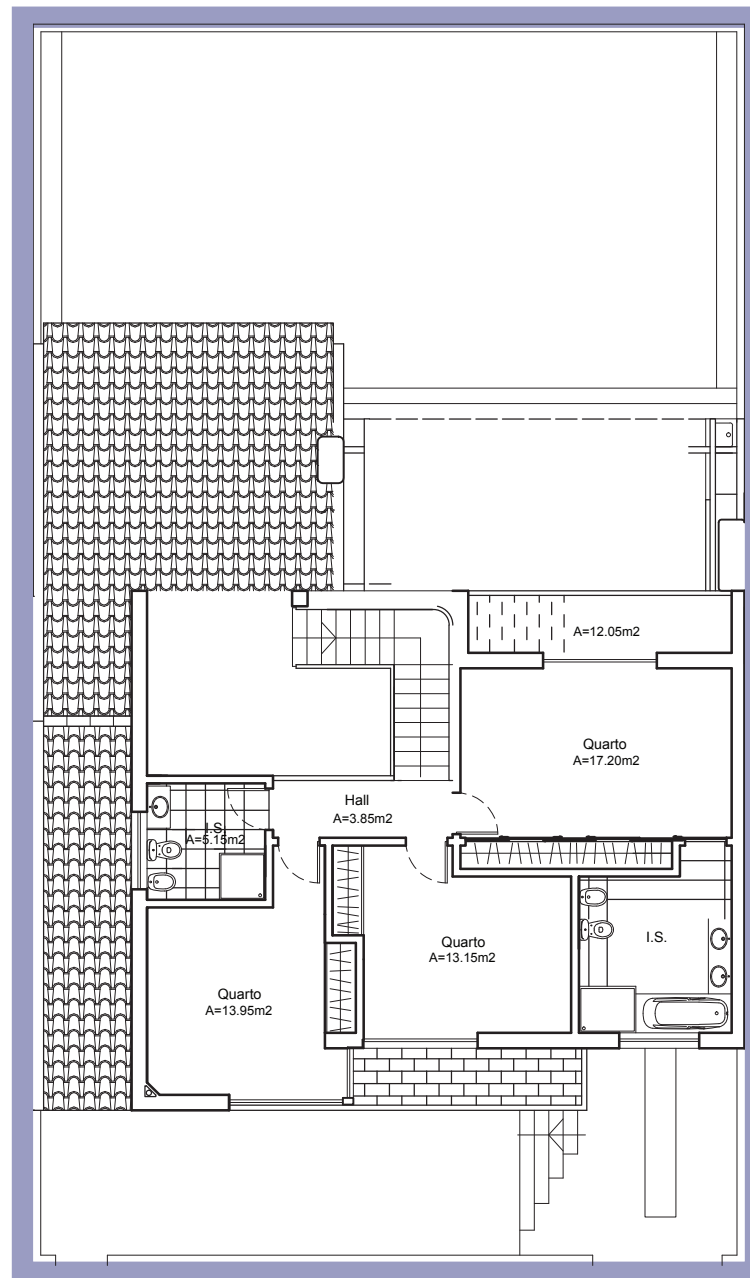 A=12.05m2
Quarto
A=17.20m2
Hall
A=3.85m2
I.S.
A=5.15m2
Quarto
A=13.15m2
I.S.
Quarto
A=13.95m2